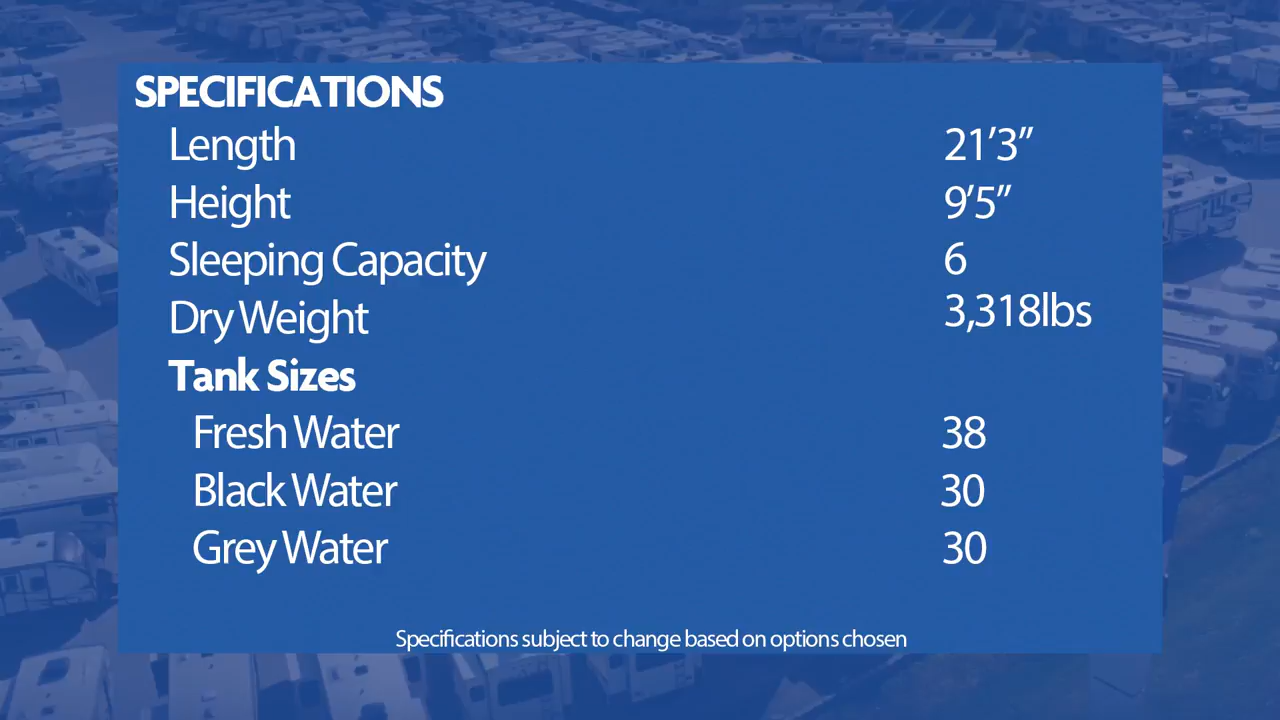 SPECIFICATIONS
Length 21’3”
Height 9’5”
Sleeping Capacity 6
Dry Weight 3,318lbs
Tank Sizes
Fresh Water 38
Black Water 30
Grey Water 30
Specifications subject to change based on options chosen